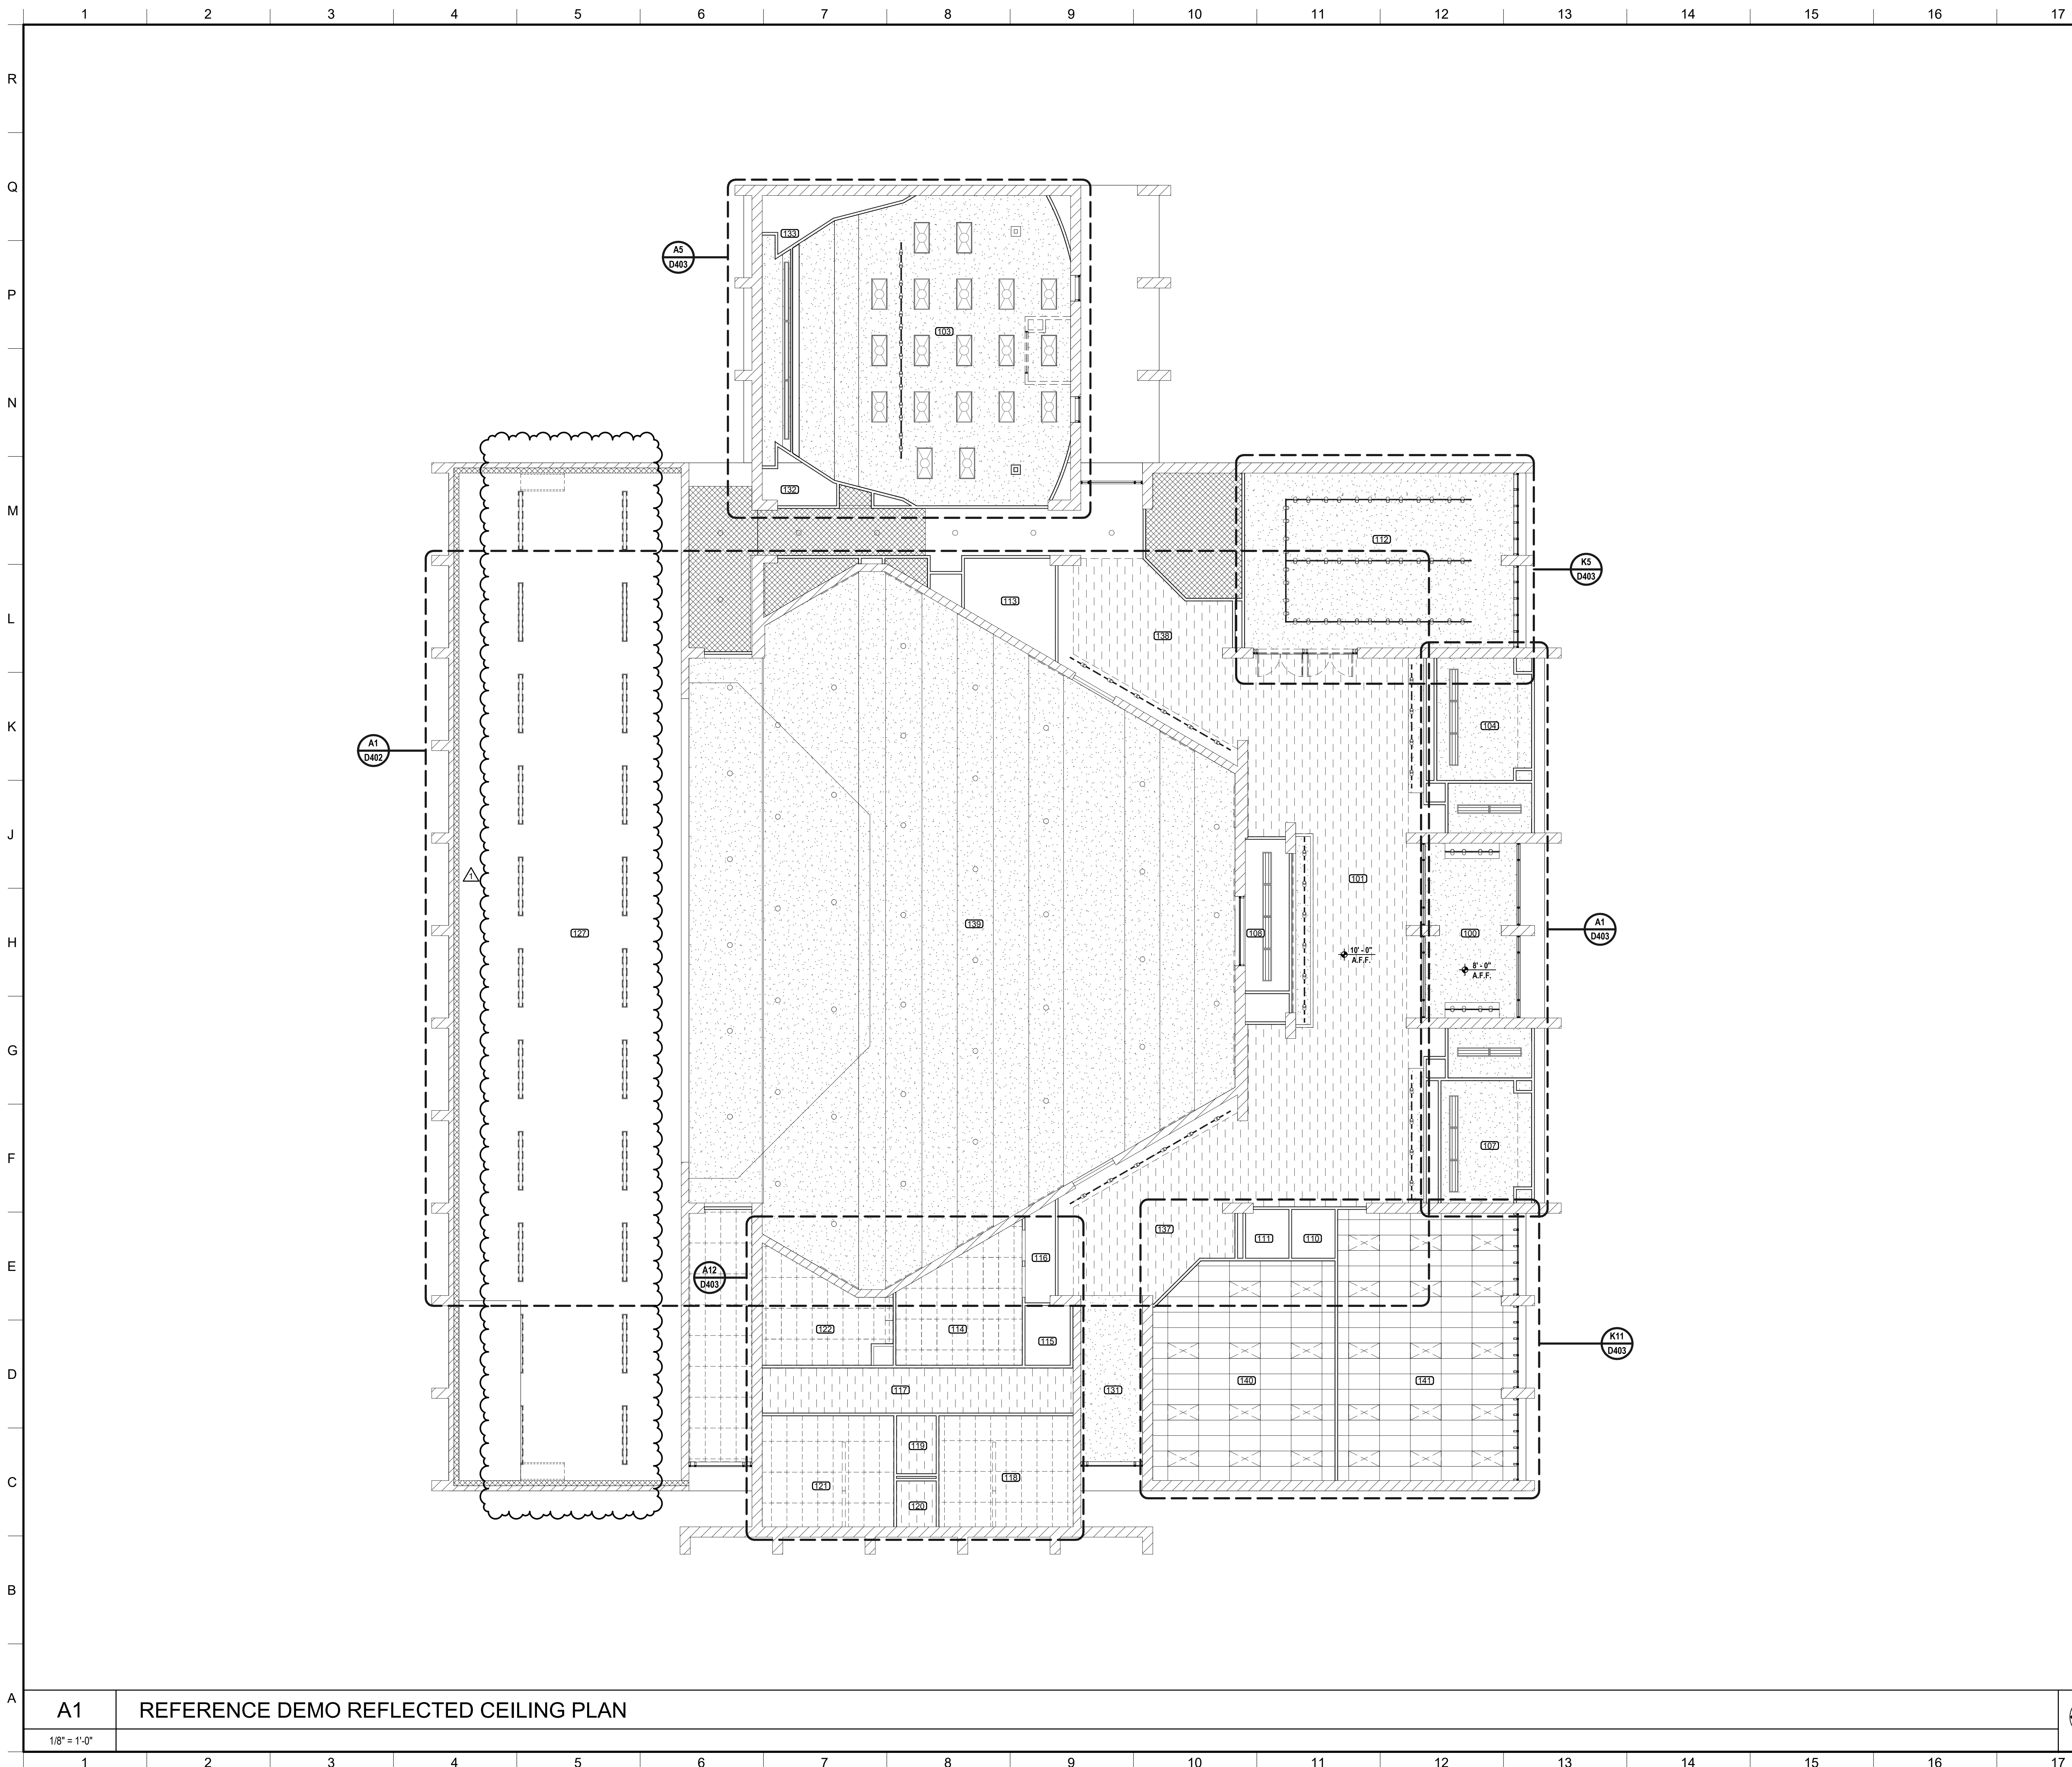 1 2 3 4 5 6 7 8 9 10 11 12 13 14 15 16 17
R
Q
P
N
M
L
K
J
H
G
F
E
D
C
B
A
133
A5
D403
103
132
112
K5
D403
113
138
104
A1
D402
1
101
139
127
108
100
A1
D403
10' - 0"
A.F.F.
8' - 0"
A.F.F.
107
137
111
110
116
A12
D403
122
114
115
K11
D403
117
131
140
141
119
118
121
120
A1
REFERENCE DEMO REFLECTED CEILING PLAN
1/8" = 1'-0"
1 2 3 4 5 6 7 8 9 10 11 12 13 14 15 16 17